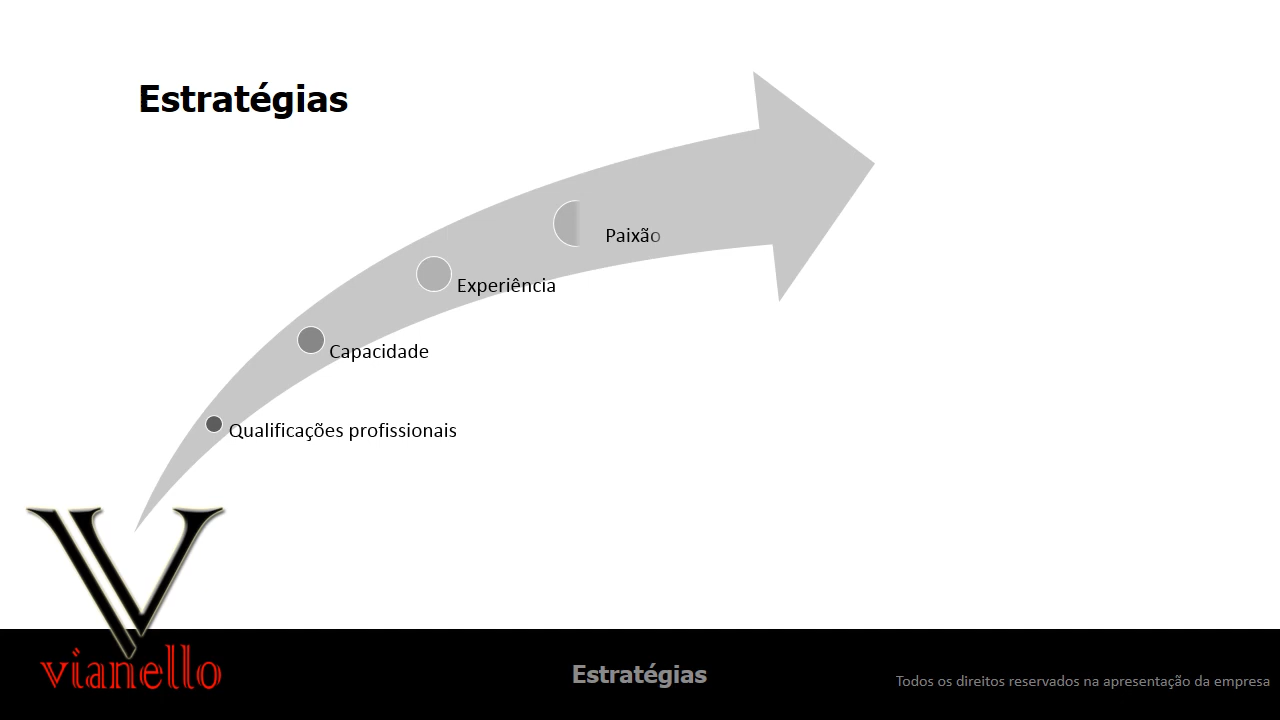 Estratégias
Paixão
Experiência
Capacidade
Qualificações profissionais
V
vianello
Estratégias
Todos os direitos reservados na apresentação da empresa